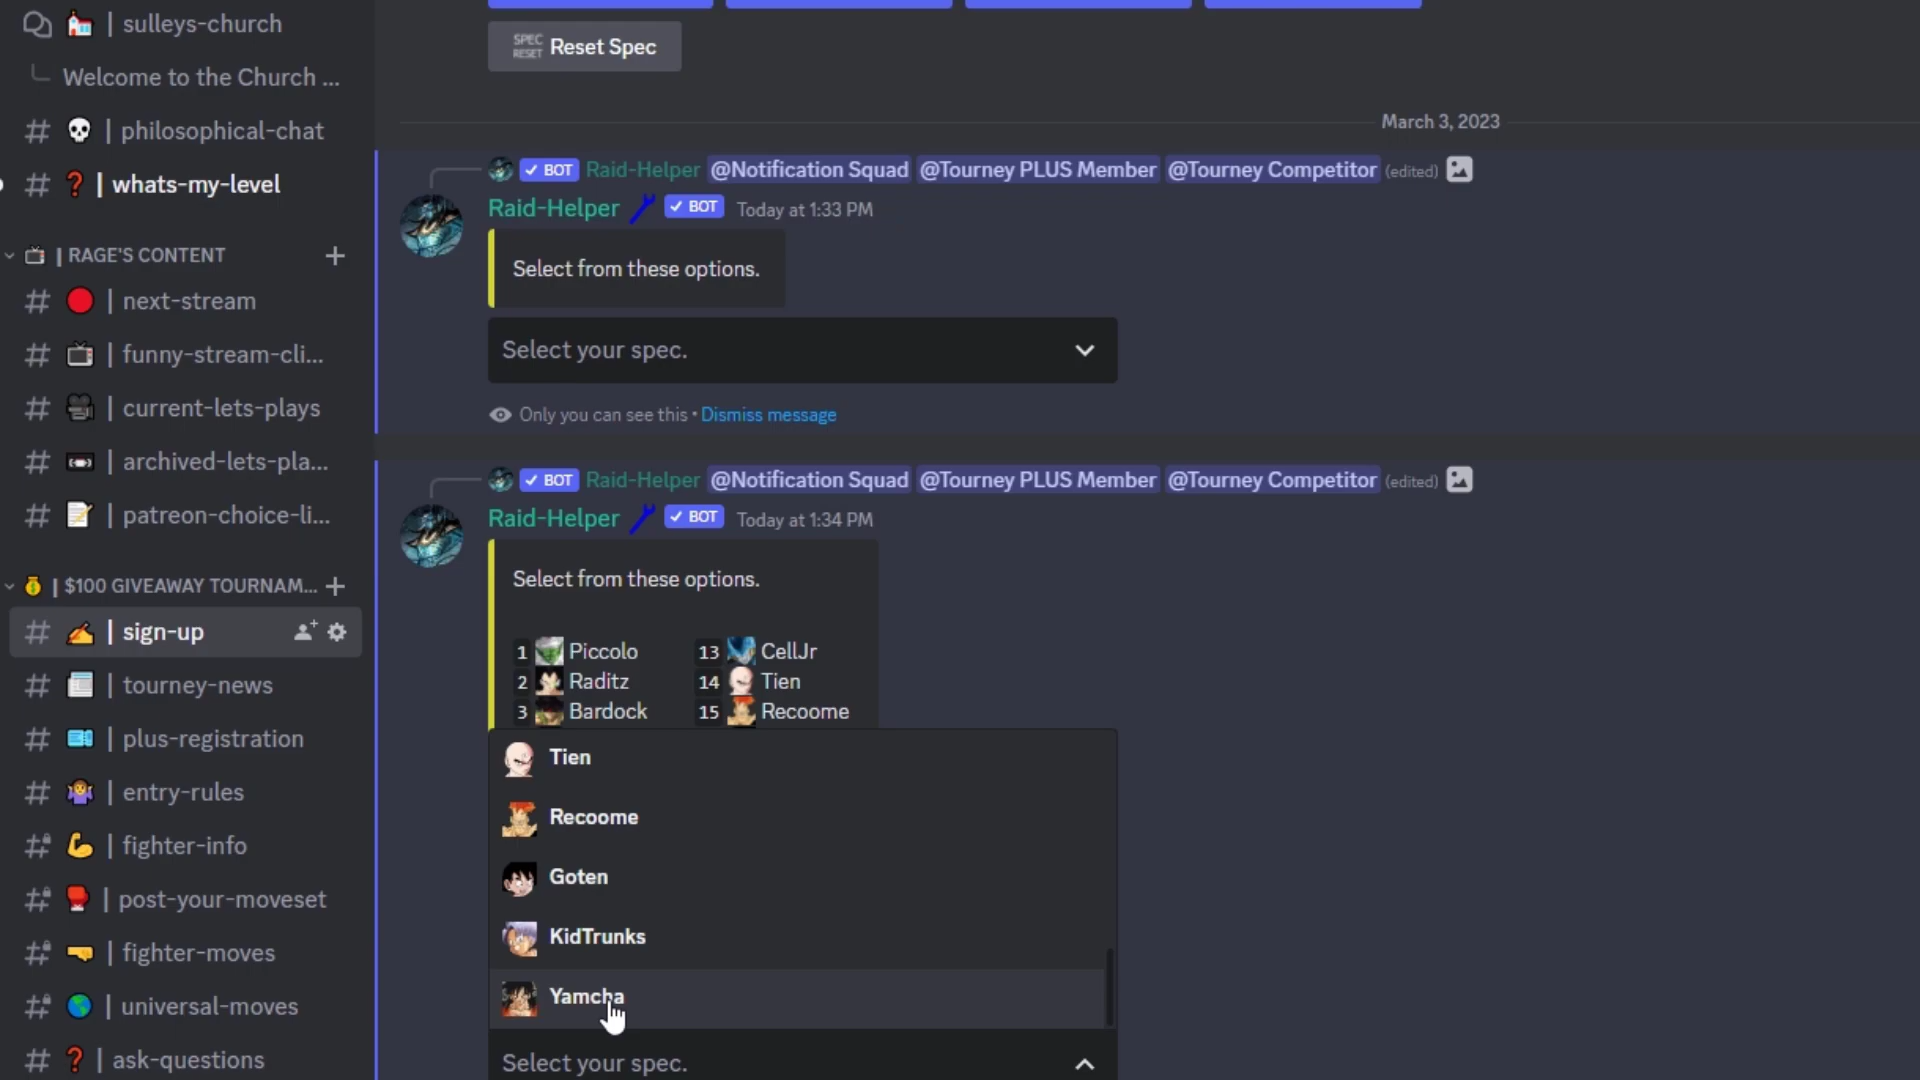 | sulleys-church
Welcome to the Church ...
| philosophical-chat
| whats-my-level
| RAGE'S CONTENT
| next-stream
| funny-stream-cli...
| current-lets-plays
| archived-lets-pla...
| patreon-choice-li...
| $100 GIVEAWAY TOURNAM...
| sign-up
| tourney-news
| plus-registration
| entry-rules
| fighter-info
| post-your-moveset
| fighter-moves
| universal-moves
| ask-questions
SPEC RESET Reset Spec
March 3, 2023
✓ BOT Raid-Helper @Notification Squad @Tourney PLUS Member @Tourney Competitor (edited)
Raid-Helper ✓ BOT Today at 1:33 PM
Select from these options.
Select your spec.
Only you can see this • Dismiss message
✓ BOT Raid-Helper @Notification Squad @Tourney PLUS Member @Tourney Competitor (edited)
Raid-Helper ✓ BOT Today at 1:34 PM
Select from these options.
1 Piccolo 13 CellJr
2 Raditz 14 Tien
3 Bardock 15 Recoome
Tien
Recoome
Goten
KidTrunks
Yamcha
Select your spec.